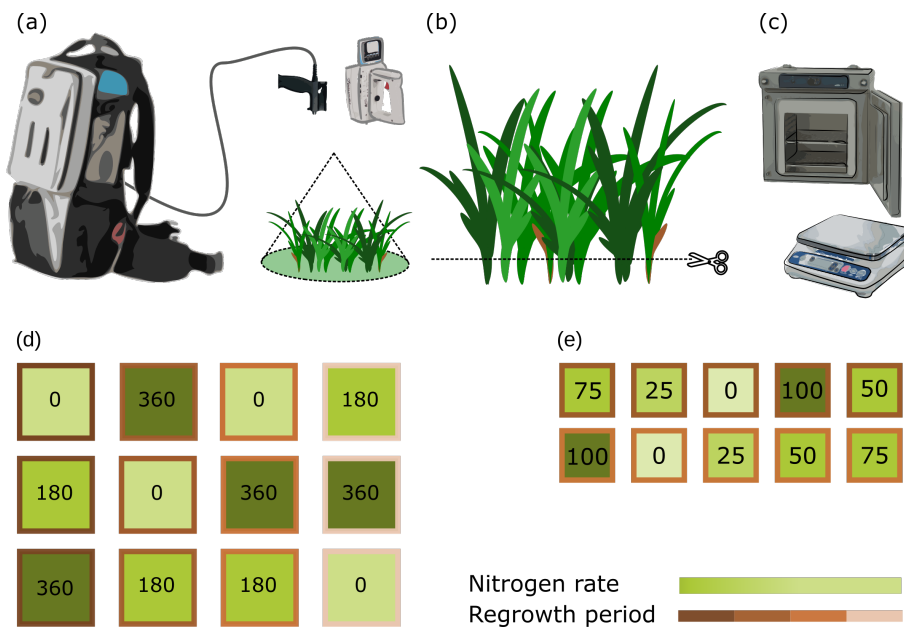 (a)
(b)
(c)
(d)
0 360 0 180
180 0 360 360
360 180 180 0
(e)
75 25 0 100 50
100 0 25 50 75
Nitrogen rate
Regrowth period